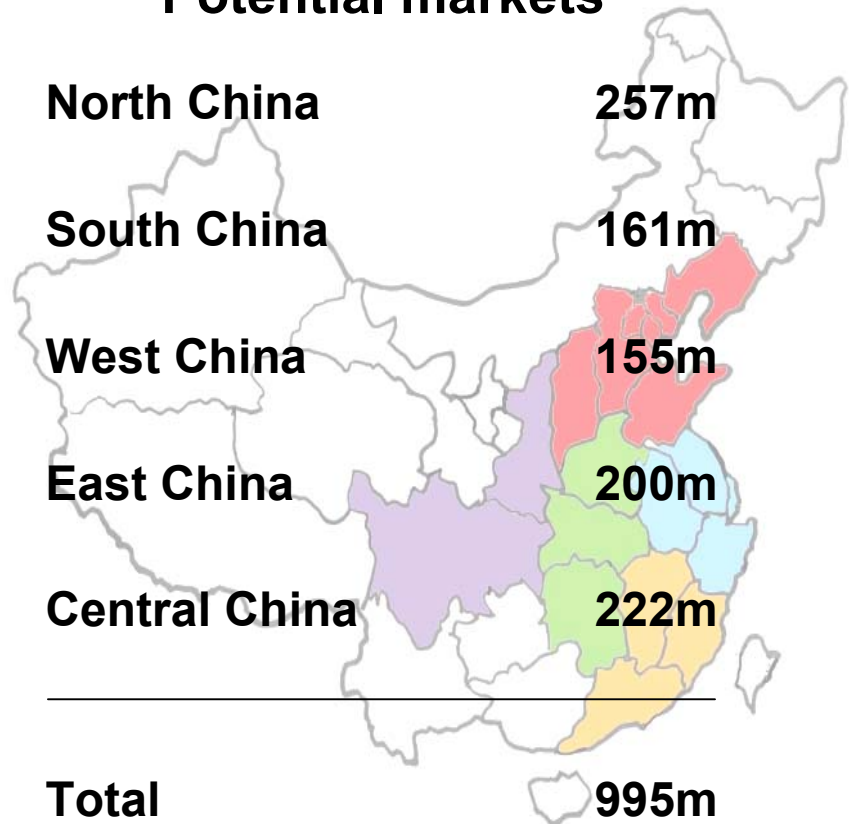 Potential markets
North China 257m
South China 161m
West China 155m
East China 200m
Central China 222m
Total 995m